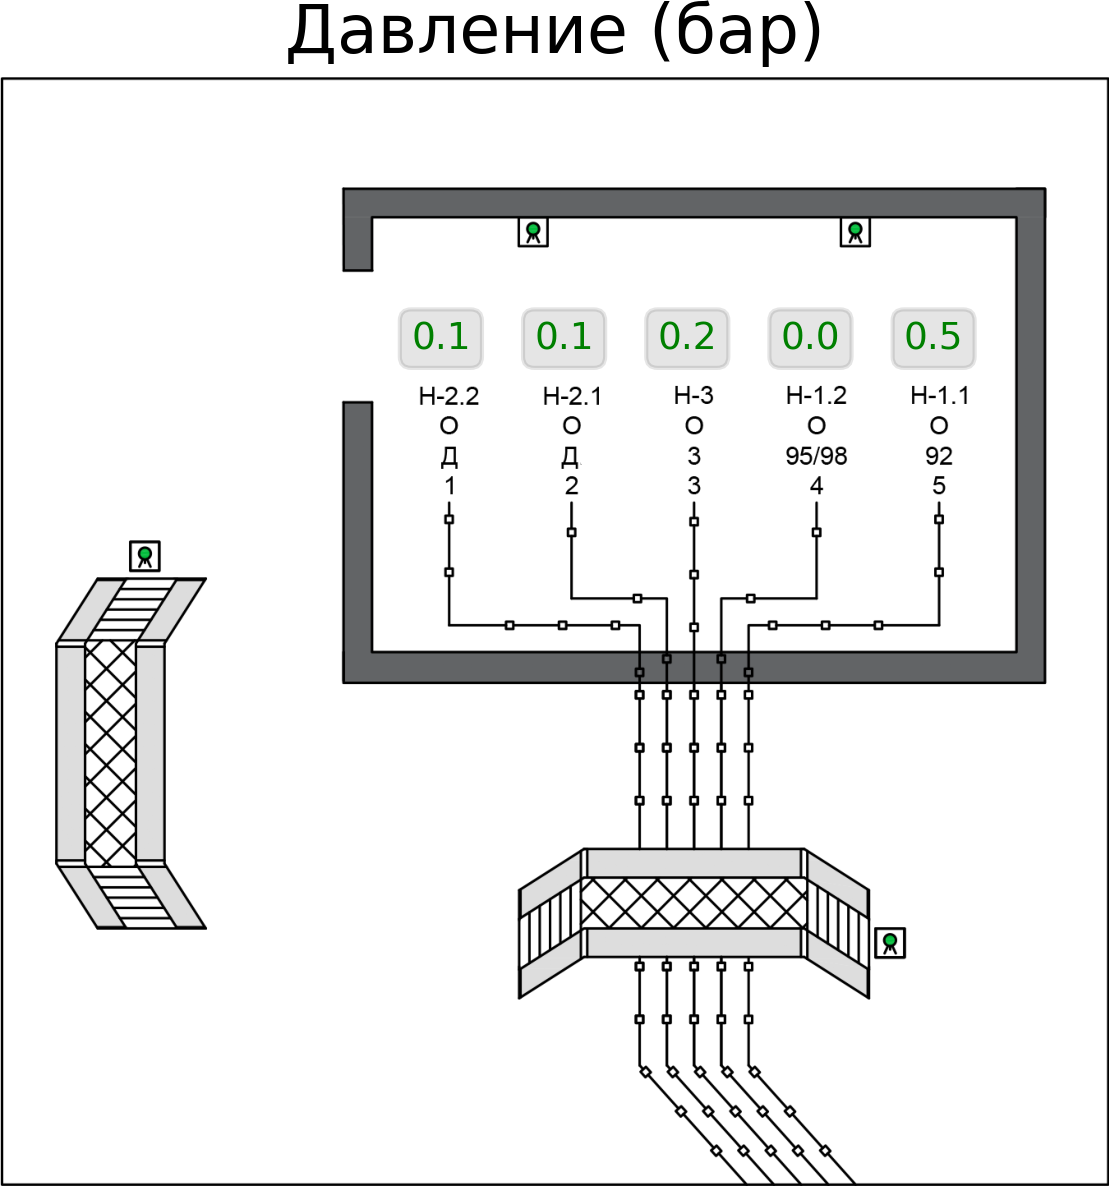 Давление (бар)
0.1 0.1 0.2 0.0 0.5
Н-2.2 Н-2.1 Н-3 Н-1.2 Н-1.1
О О О О О
Д Д 3 95/98 92
1 2 3 4 5